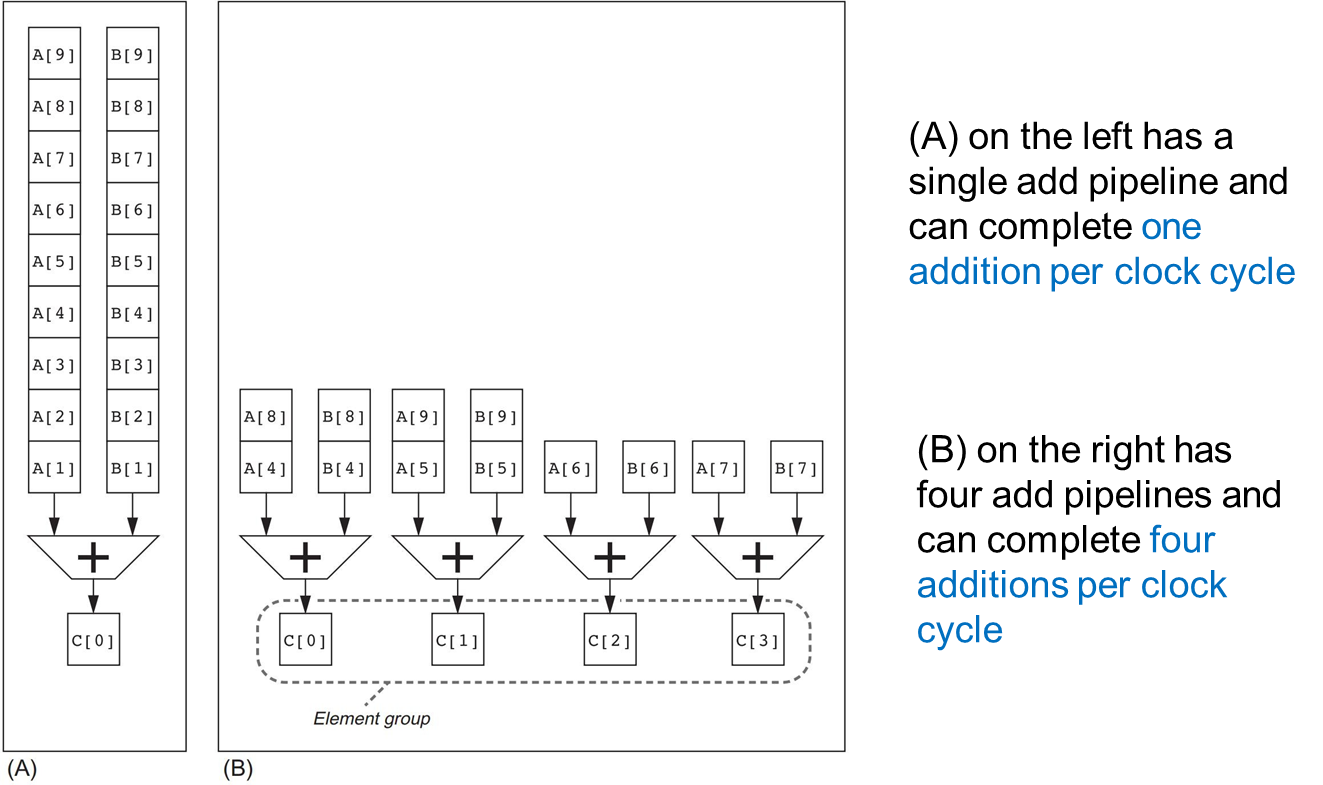 A[9] B[9]
A[8] B[8]
A[7] B[7]
A[6] B[6]
A[5] B[5]
A[4] B[4]
A[3] B[3]
A[2] B[2]
A[1] B[1]
+
C[0]
(A)
A[8] B[8] A[9] B[9]
A[4] B[4] A[5] B[5] A[6] B[6] A[7] B[7]
+ + + +
C[0] C[1] C[2] C[3]
Element group
(B)
(A) on the left has a
single add pipeline and
can complete one
addition per clock cycle
(B) on the right has
four add pipelines and
can complete four
additions per clock
cycle